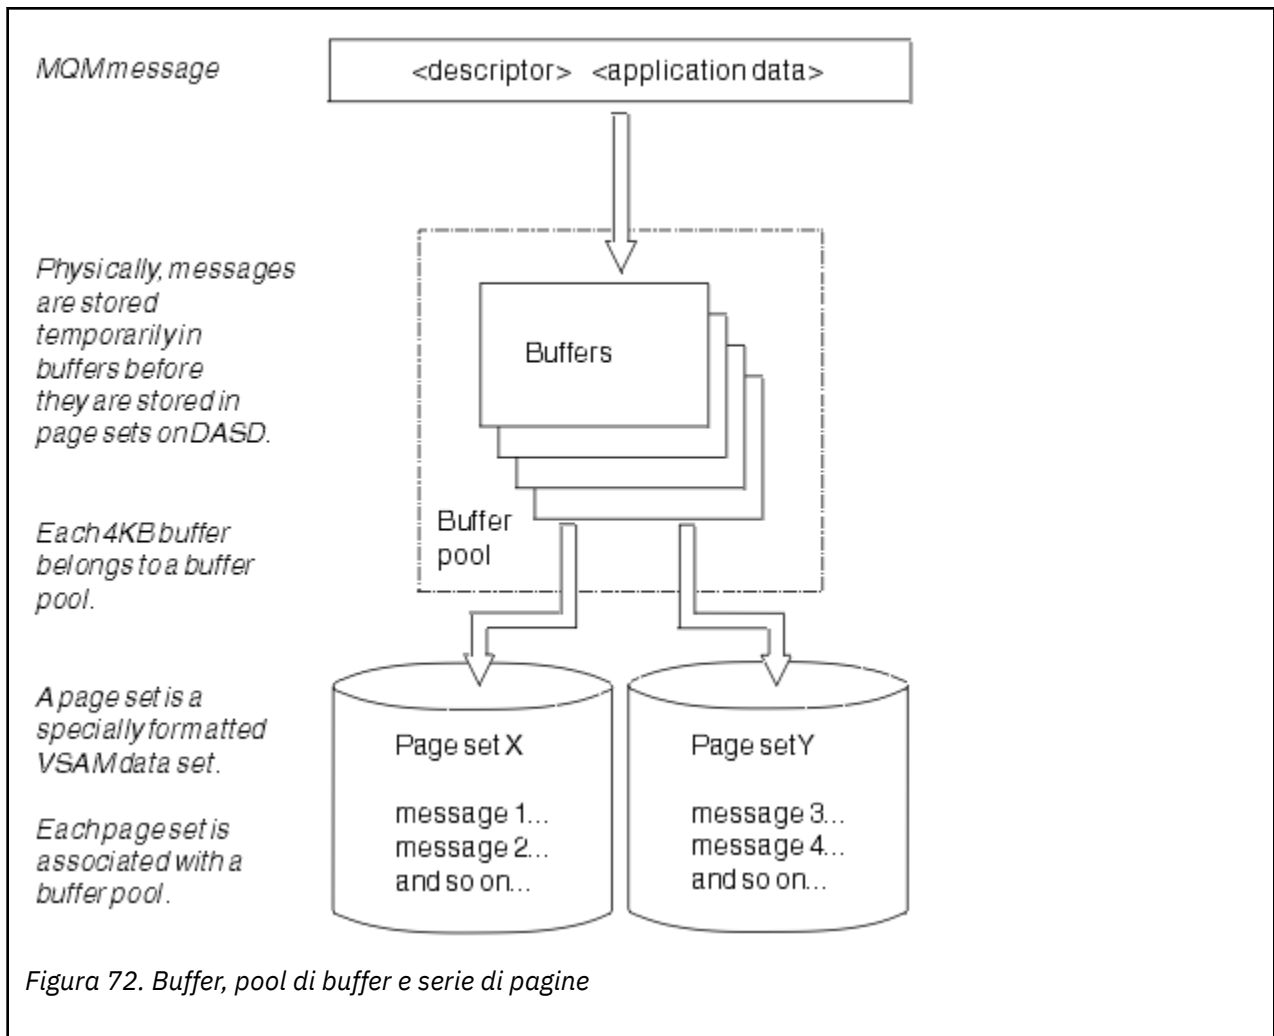 MQM message
<descriptor> <application data>
Physically, messages
are stored
temporarily in
buffers before
they are stored in
page sets on DASD.
Buffers
Each 4KB buffer
belongs to a buffer
pool.
Buffer
pool
A page set is a
specially formatted
VSAM data set.
Each page set is
associated with a
buffer pool.
Page set X
message 1...
message 2...
and so on...
Page set Y
message 3...
message 4...
and so on...
Figura 72. Buffer, pool di buffer e serie di pagine